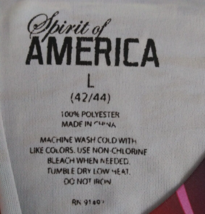 Spirit of
AMERICA
L
(42/44)
100% POLYESTER
MADE IN CHINA
MACHINE WASH COLD WITH
LIKE COLORS. USE NON-CHLORINE
BLEACH WHEN NEEDED.
TUMBLE DRY LOW HEAT.
DO NOT IRON
RN